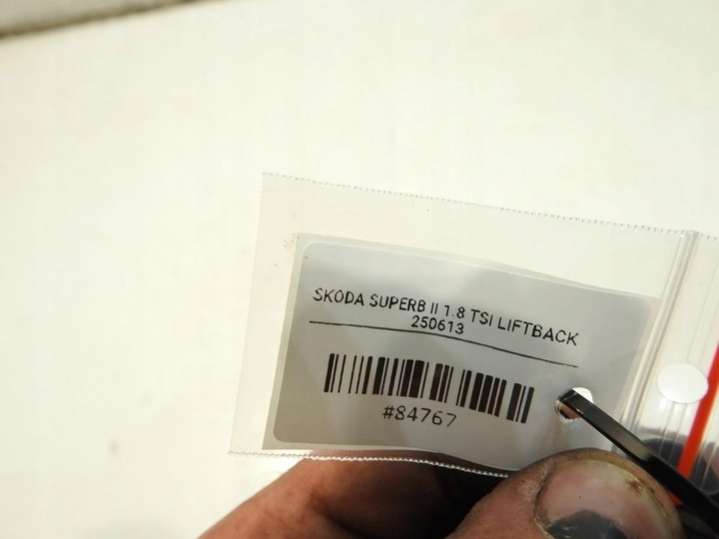 SKODA SUPERB II 1.8 TSI LIFTBACK
250613
#84767